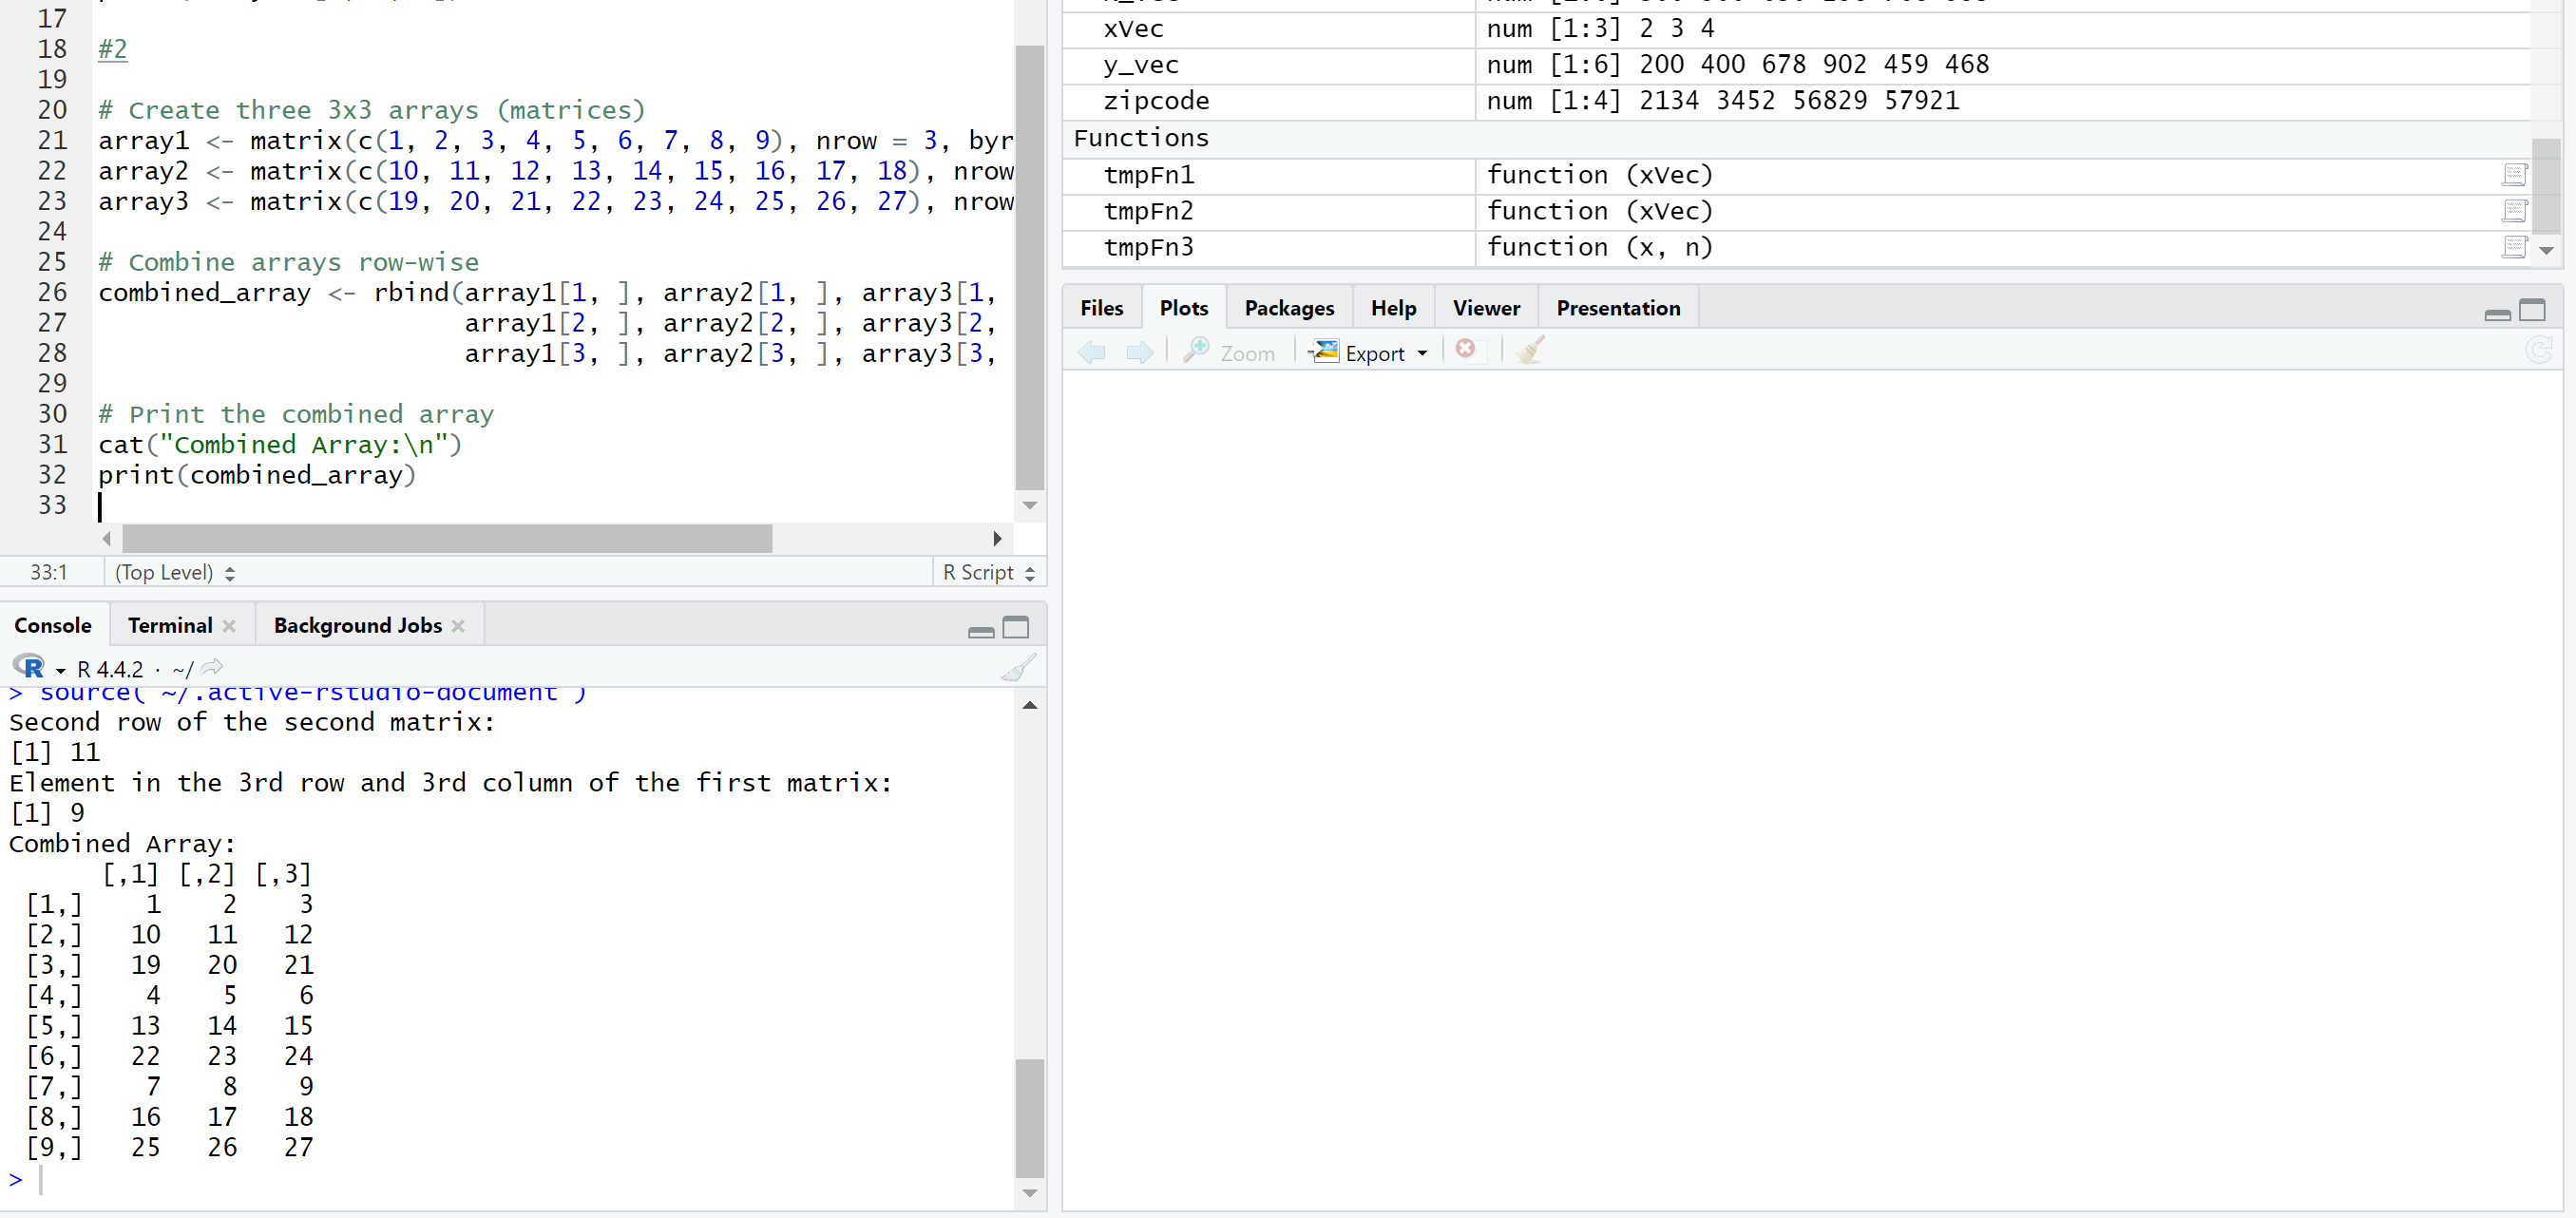 17
18 #2
19
20 # Create three 3x3 arrays (matrices)
21 array1 <- matrix(c(1, 2, 3, 4, 5, 6, 7, 8, 9), nrow = 3, byr
22 array2 <- matrix(c(10, 11, 12, 13, 14, 15, 16, 17, 18), nrow
23 array3 <- matrix(c(19, 20, 21, 22, 23, 24, 25, 26, 27), nrow
24
25 # Combine arrays row-wise
26 combined_array <- rbind(array1[1, ], array2[1, ], array3[1,
27 array1[2, ], array2[2, ], array3[2,
28 array1[3, ], array2[3, ], array3[3,
29
30 # Print the combined array
31 cat("Combined Array:\n")
32 print(combined_array)
33
33:1 (Top Level) R Script
Console Terminal Background Jobs
R 4.4.2 · ~/
> source( ~/.active-rstudio-document )
Second row of the second matrix:
[1] 11
Element in the 3rd row and 3rd column of the first matrix:
[1] 9
Combined Array:
[,1] [,2] [,3]
[1,] 1 2 3
[2,] 10 11 12
[3,] 19 20 21
[4,] 4 5 6
[5,] 13 14 15
[6,] 22 23 24
[7,] 7 8 9
[8,] 16 17 18
[9,] 25 26 27
>
xVec num [1:3] 2 3 4
y_vec num [1:6] 200 400 678 902 459 468
zipcode num [1:4] 2134 3452 56829 57921
Functions
tmpFn1 function (xVec)
tmpFn2 function (xVec)
tmpFn3 function (x, n)
Files Plots Packages Help Viewer Presentation
Zoom Export